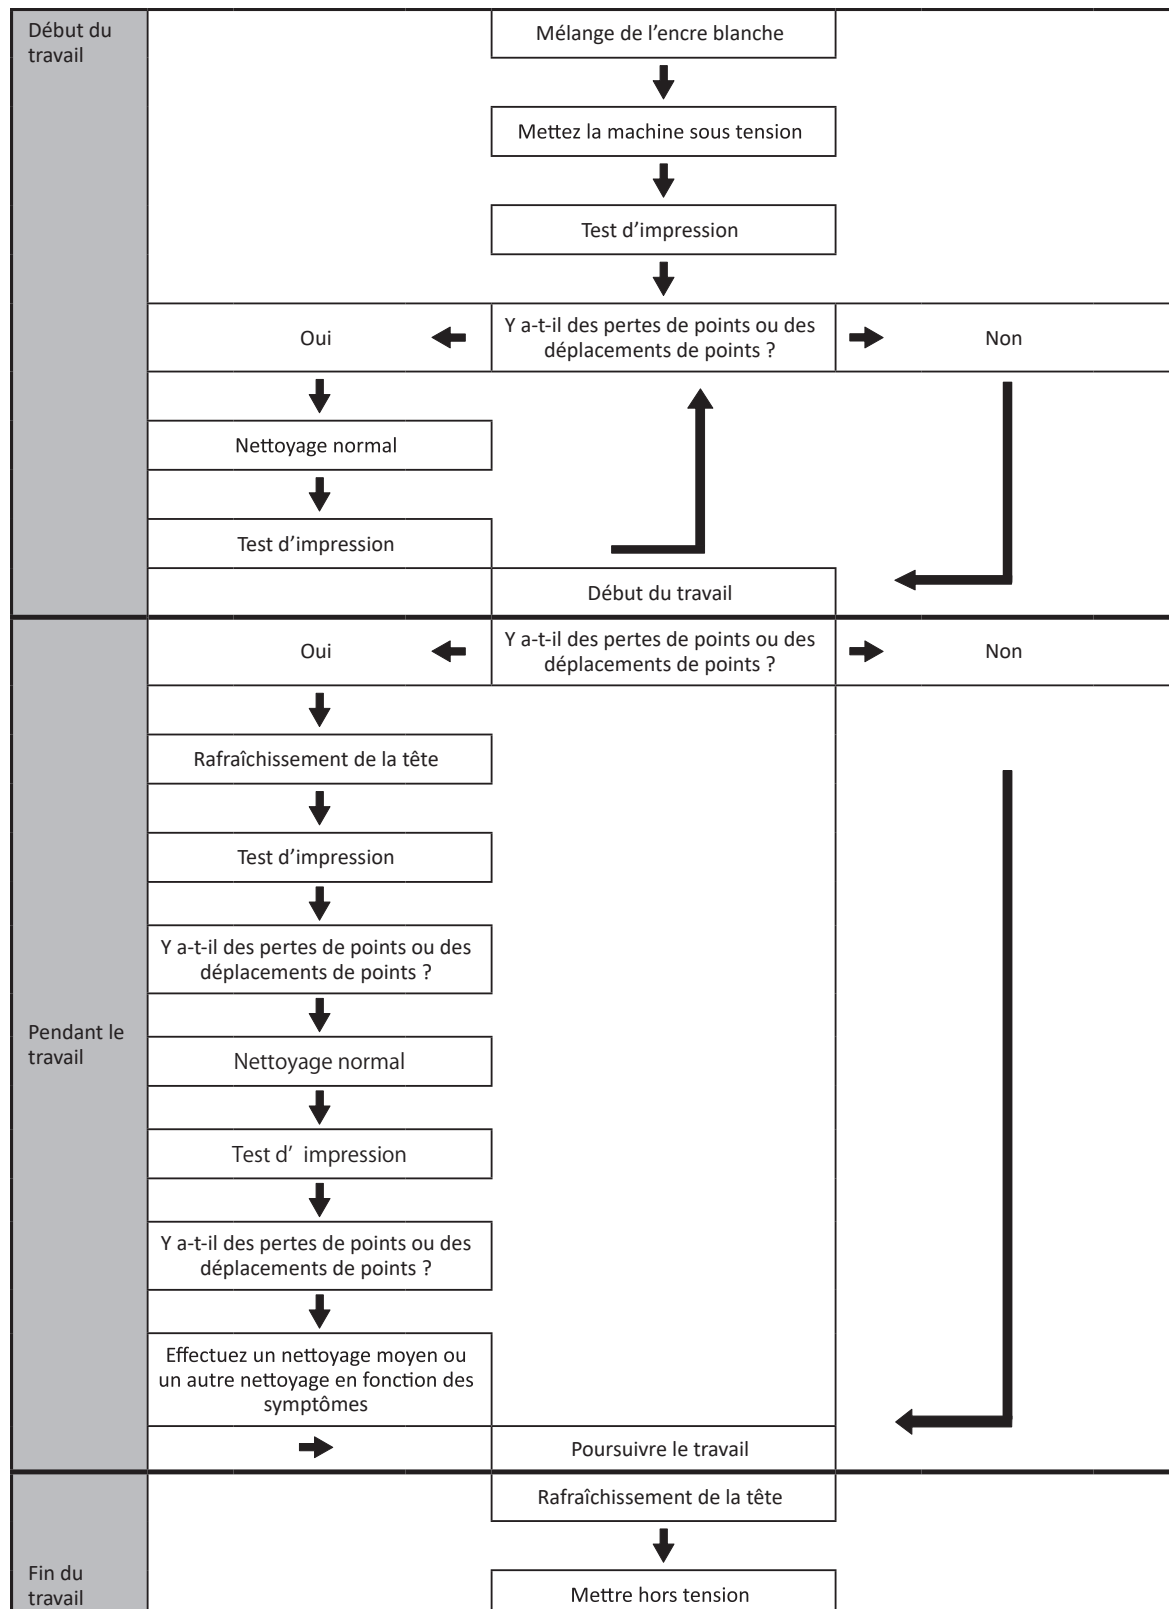 Début du
travail
Mélange de l’encre blanche
Mettez la machine sous tension
Test d’impression
Oui
Y a-t-il des pertes de points ou des
déplacements de points ?
Non
Nettoyage normal
Test d’impression
Début du travail
Pendant le
travail
Oui
Y a-t-il des pertes de points ou des
déplacements de points ?
Non
Rafraîchissement de la tête
Test d’impression
Y a-t-il des pertes de points ou des
déplacements de points ?
Nettoyage normal
Test d’ impression
Y a-t-il des pertes de points ou des
déplacements de points ?
Effectuez un nettoyage moyen ou
un autre nettoyage en fonction des
symptômes
Poursuivre le travail
Fin du
travail
Rafraîchissement de la tête
Mettre hors tension